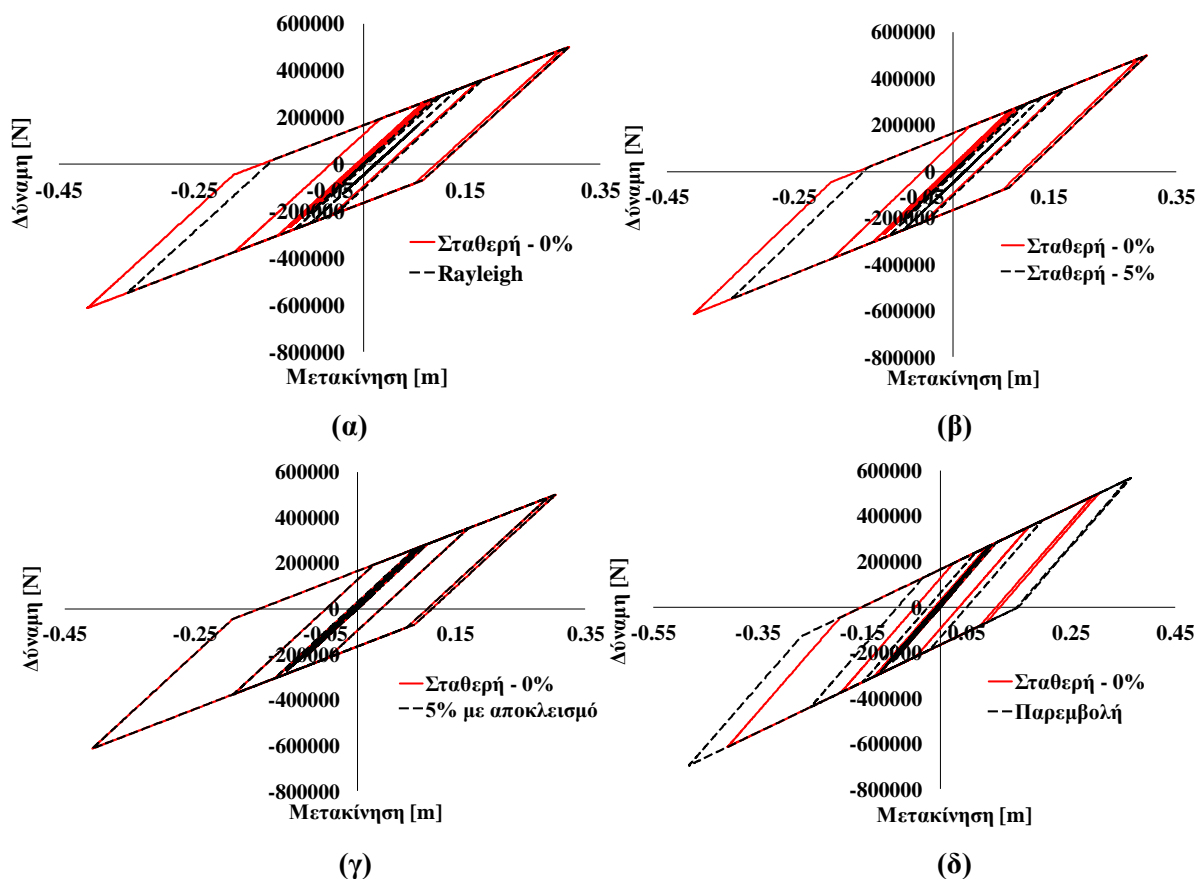 600000
400000
200000
0
-200000
-400000
-600000
-800000
-0.45
-0.25
-0.05
0.15
0.35
Δύναμη [N]
Μετακίνηση [m]
Σταθερή - 0%
Rayleigh
(α)
600000
400000
200000
0
-200000
-400000
-600000
-800000
-0.45
-0.25
-0.05
0.15
0.35
Δύναμη [N]
Μετακίνηση [m]
Σταθερή - 0%
Σταθερή - 5%
(β)
600000
400000
200000
0
-200000
-400000
-600000
-800000
-0.45
-0.25
-0.05
0.15
0.35
Δύναμη [N]
Μετακίνηση [m]
Σταθερή - 0%
5% με αποκλεισμό
(γ)
600000
400000
200000
0
-200000
-400000
-600000
-800000
-0.55
-0.35
-0.15
0.05
0.25
0.45
Δύναμη [N]
Μετακίνηση [m]
Σταθερή - 0%
Παρεμβολή
(δ)